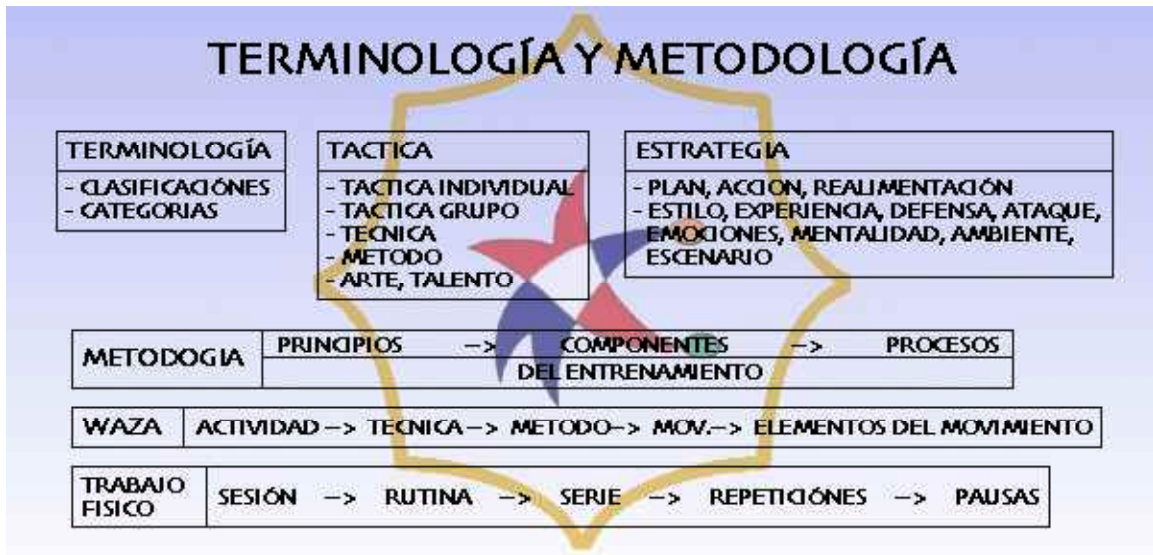 TERMINOLOGÍA Y METODOLOGÍA
TERMINOLOGÍA
- CLASIFICACIÓNES
- CATEGORIAS
TACTICA
- TACTICA INDIVIDUAL
- TACTICA GRUPO
- TECNICA
- METODO
- ARTE, TALENTO
ESTRATEGIA
- PLAN, ACCION, REALIMENTACIÓN
- ESTILO, EXPERIENCIA, DEFENSA, ATAQUE,
EMOCIONES, MENTALIDAD, AMBIENTE,
ESCENARIO
METODOGIA
PRINCIPIOS -> COMPONENTES -> PROCESOS
DEL ENTRENAMIENTO
WAZA
ACTIVIDAD -> TECNICA -> METODO-> MOV.-> ELEMENTOS DEL MOVIMIENTO
TRABAJO
FISICO
SESIÓN -> RUTINA -> SERIE -> REPETICIÓNES -> PAUSAS